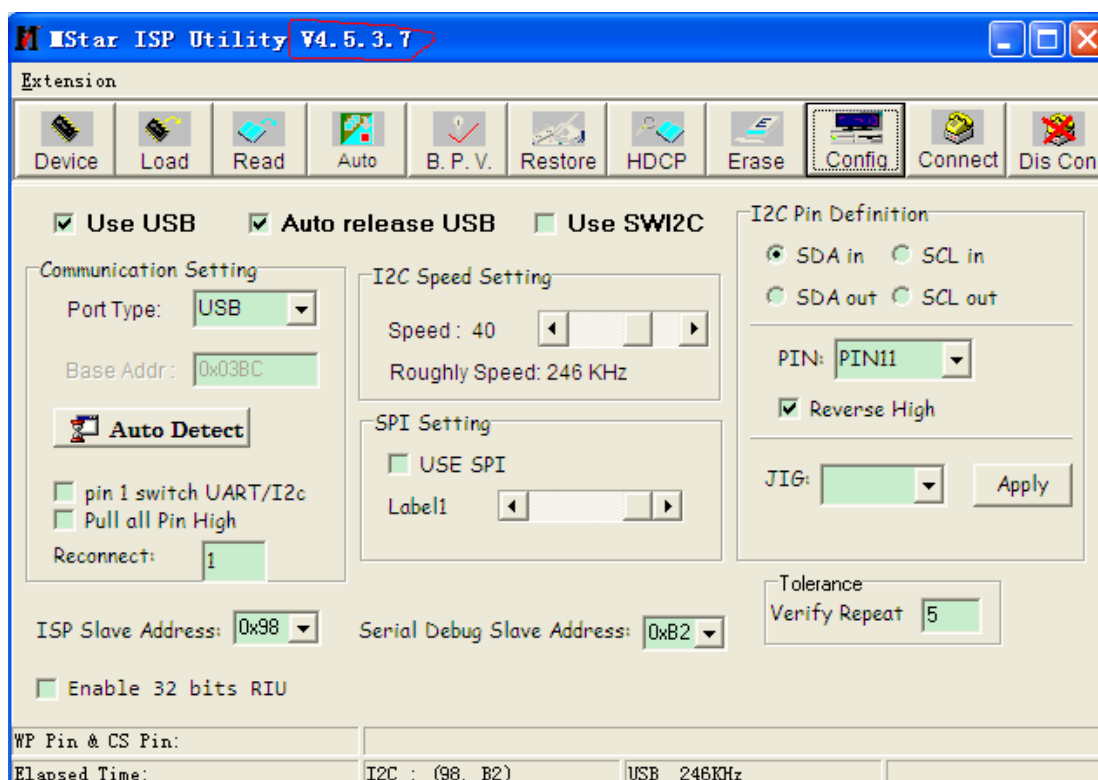 MStar ISP Utility V4.5.3.7
Extension
Device Load Read Auto B.P.V. Restore HDCP Erase Config Connect Dis Con
Use USB Auto release USB Use SWI2C
Communication Setting
Port Type: USB
Base Addr: 0x03BC
Auto Detect
pin 1 switch UART/I2c
Pull all Pin High
Reconnect: 1
I2C Speed Setting
Speed : 40
Roughly Speed: 246 KHz
SPI Setting
USE SPI
Label1
I2C Pin Definition
SDA in SCL in
SDA out SCL out
PIN: PIN11
Reverse High
JIG: Apply
Tolerance
Verify Repeat 5
ISP Slave Address: 0x98 Serial Debug Slave Address: 0xB2
Enable 32 bits RIU
WP Pin & CS Pin:
Elapsed Time: I2C : (98, B2) USB 246KHz